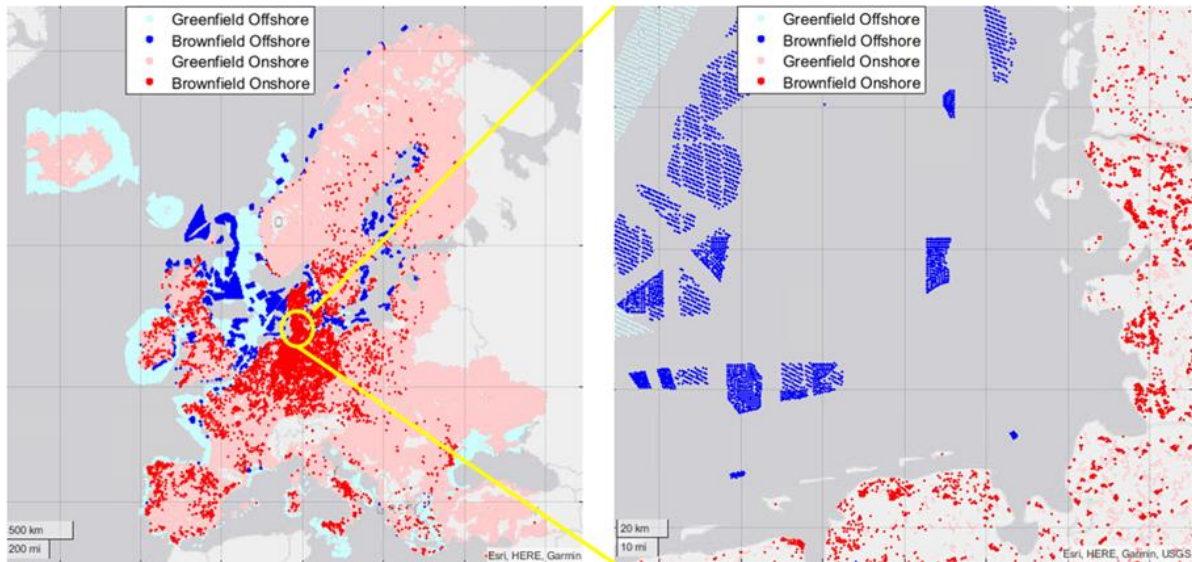 Greenfield Offshore
Brownfield Offshore
Greenfield Onshore
Brownfield Onshore
500 km
200 mi
Esri, HERE, Garmin
Greenfield Offshore
Brownfield Offshore
Greenfield Onshore
Brownfield Onshore
20 km
10 mi
Esri, HERE, Garmin, USGS